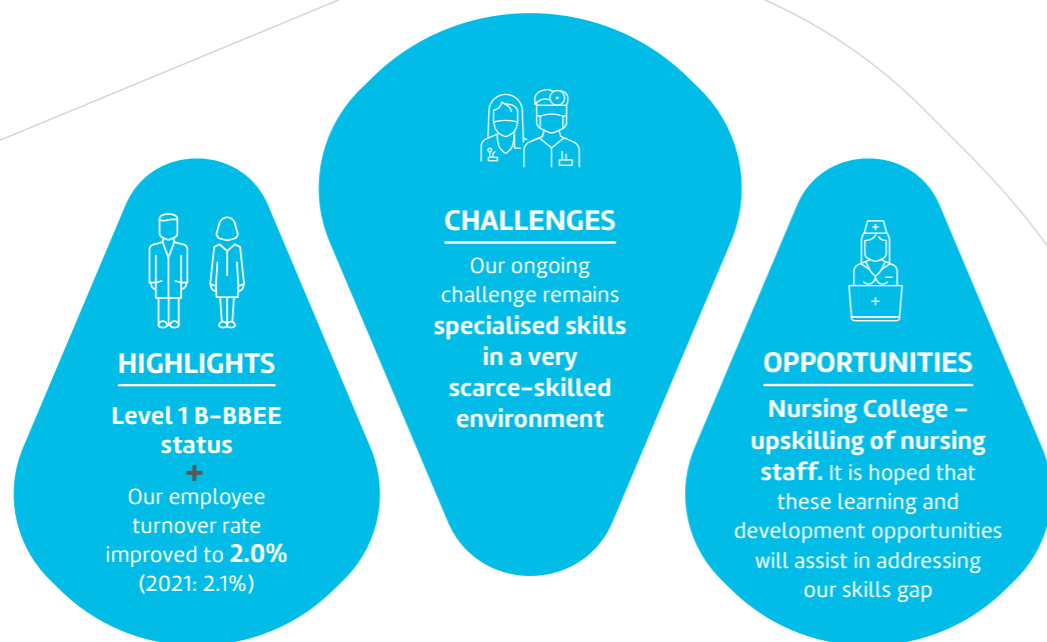 HIGHLIGHTS
Level 1 B-BBEE
status
+
Our employee
turnover rate
improved to 2.0%
(2021: 2.1%)
CHALLENGES
Our ongoing
challenge remains
specialised skills
in a very
scarce-skilled
environment
OPPORTUNITIES
Nursing College –
upskilling of nursing
staff. It is hoped that
these learning and
development opportunities
will assist in addressing
our skills gap